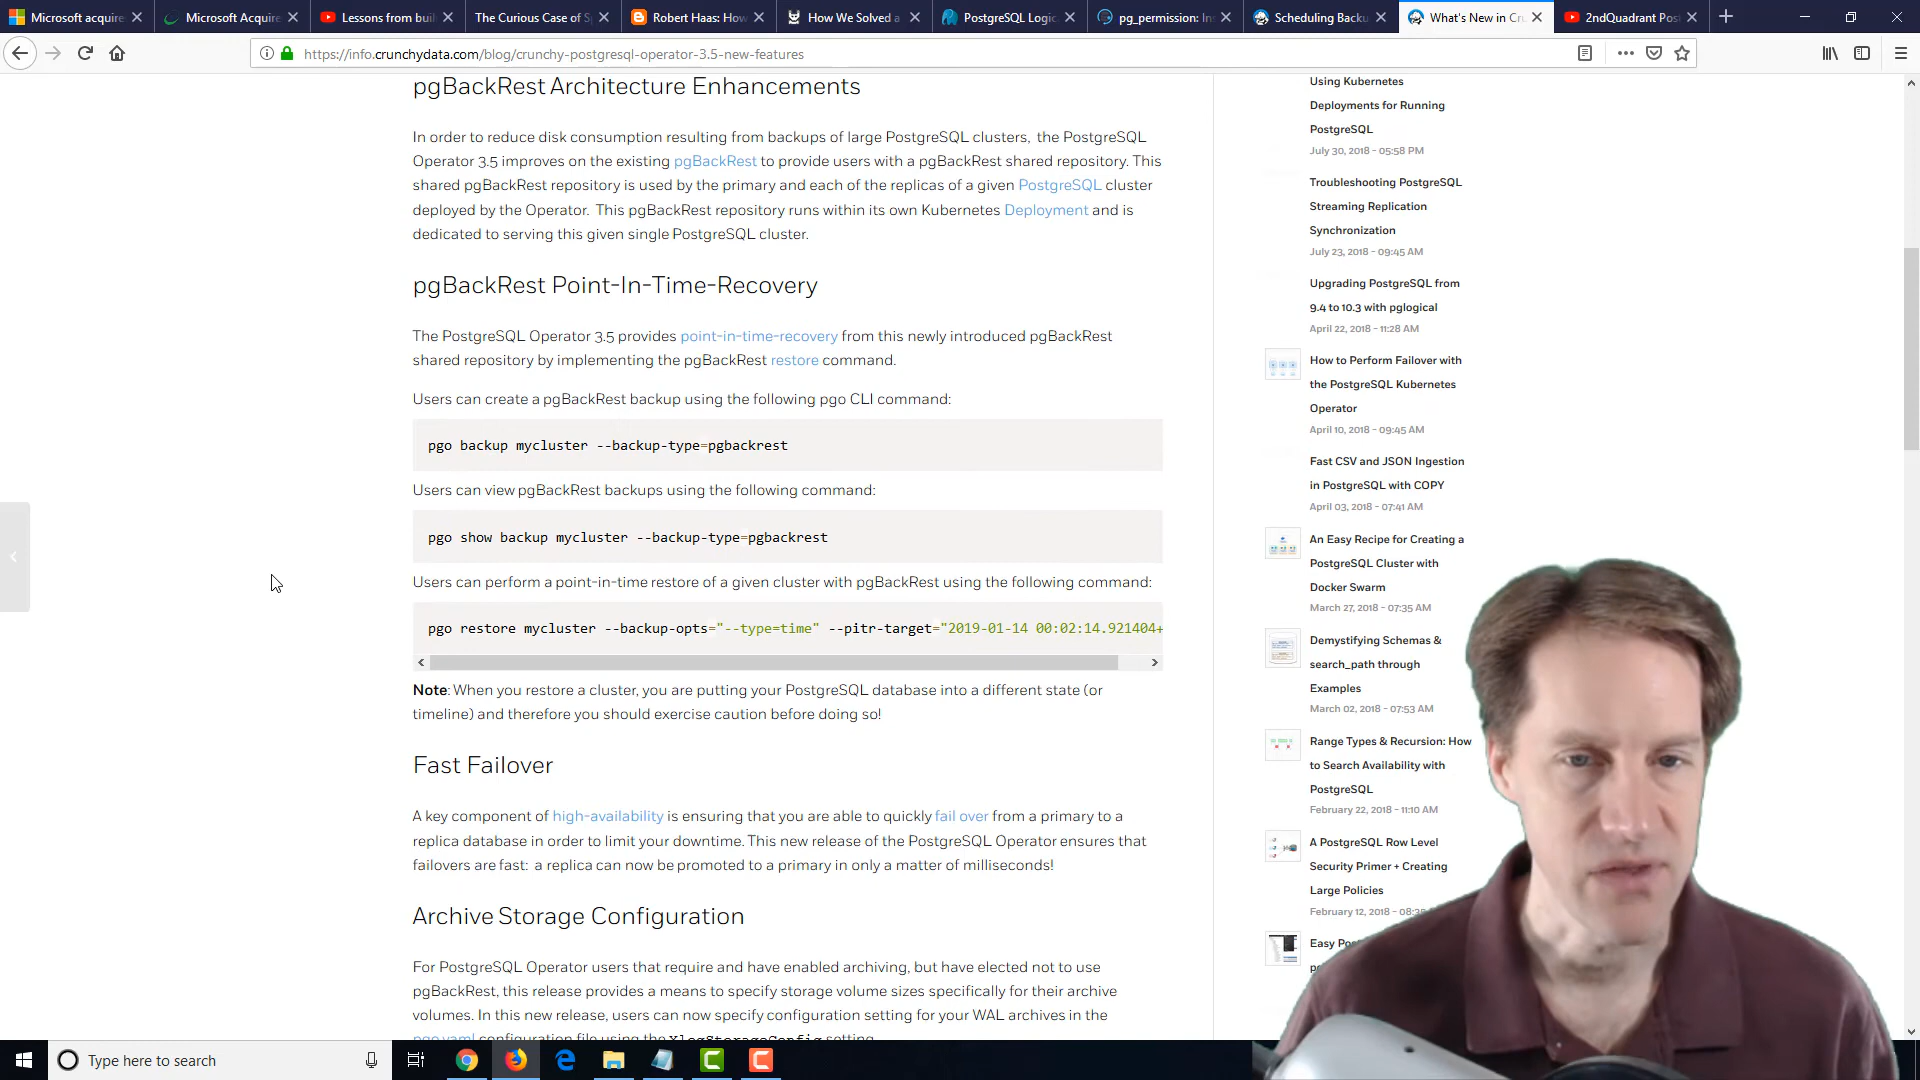 Microsoft acquire
Microsoft Acquire
Lessons from buil
The Curious Case of S
Robert Haas: How
How We Solved a
PostgreSQL Logic
pg_permission: In
Scheduling Backu
What's New in Cru
2ndQuadrant Pos
https://info.crunchydata.com/blog/crunchy-postgresql-operator-3.5-new-features
pgBackRest Architecture Enhancements
In order to reduce disk consumption resulting from backups of large PostgreSQL clusters, the PostgreSQL
Operator 3.5 improves on the existing pgBackRest to provide users with a pgBackRest shared repository. This
shared pgBackRest repository is used by the primary and each of the replicas of a given PostgreSQL cluster
deployed by the Operator. This pgBackRest repository runs within its own Kubernetes Deployment and is
dedicated to serving this given single PostgreSQL cluster.
pgBackRest Point-In-Time-Recovery
The PostgreSQL Operator 3.5 provides point-in-time-recovery from this newly introduced pgBackRest
shared repository by implementing the pgBackRest restore command.
Users can create a pgBackRest backup using the following pgo CLI command:
pgo backup mycluster --backup-type=pgbackrest
Users can view pgBackRest backups using the following command:
pgo show backup mycluster --backup-type=pgbackrest
Users can perform a point-in-time restore of a given cluster with pgBackRest using the following command:
pgo restore mycluster --backup-opts="--type=time" --pitr-target="2019-01-14 00:02:14.921404+
Note: When you restore a cluster, you are putting your PostgreSQL database into a different state (or
timeline) and therefore you should exercise caution before doing so!
Fast Failover
A key component of high-availability is ensuring that you are able to quickly fail over from a primary to a
replica database in order to limit your downtime. This new release of the PostgreSQL Operator ensures that
failovers are fast: a replica can now be promoted to a primary in only a matter of milliseconds!
Archive Storage Configuration
For PostgreSQL Operator users that require and have enabled archiving, but have elected not to use
pgBackRest, this release provides a means to specify storage volume sizes specifically for their archive
volumes. In this new release, users can now specify configuration setting for your WAL archives in the
pgo.yaml configuration file using the XlogStorageConfig setting.
Using Kubernetes
Deployments for Running
PostgreSQL
July 30, 2018 - 05:58 PM
Troubleshooting PostgreSQL
Streaming Replication
Synchronization
July 23, 2018 - 09:45 AM
Upgrading PostgreSQL from
9.4 to 10.3 with pglogical
April 22, 2018 - 11:28 AM
How to Perform Failover with
the PostgreSQL Kubernetes
Operator
April 10, 2018 - 09:45 AM
Fast CSV and JSON Ingestion
in PostgreSQL with COPY
April 03, 2018 - 07:41 AM
An Easy Recipe for Creating a
PostgreSQL Cluster with
Docker Swarm
March 27, 2018 - 07:35 AM
Demystifying Schemas &
search_path through
Examples
March 02, 2018 - 07:53 AM
Range Types & Recursion: How
to Search Availability with
PostgreSQL
February 22, 2018 - 11:10 AM
A PostgreSQL Row Level
Security Primer + Creating
Large Policies
February 12, 2018 - 08:3
Easy Po
Type here to search